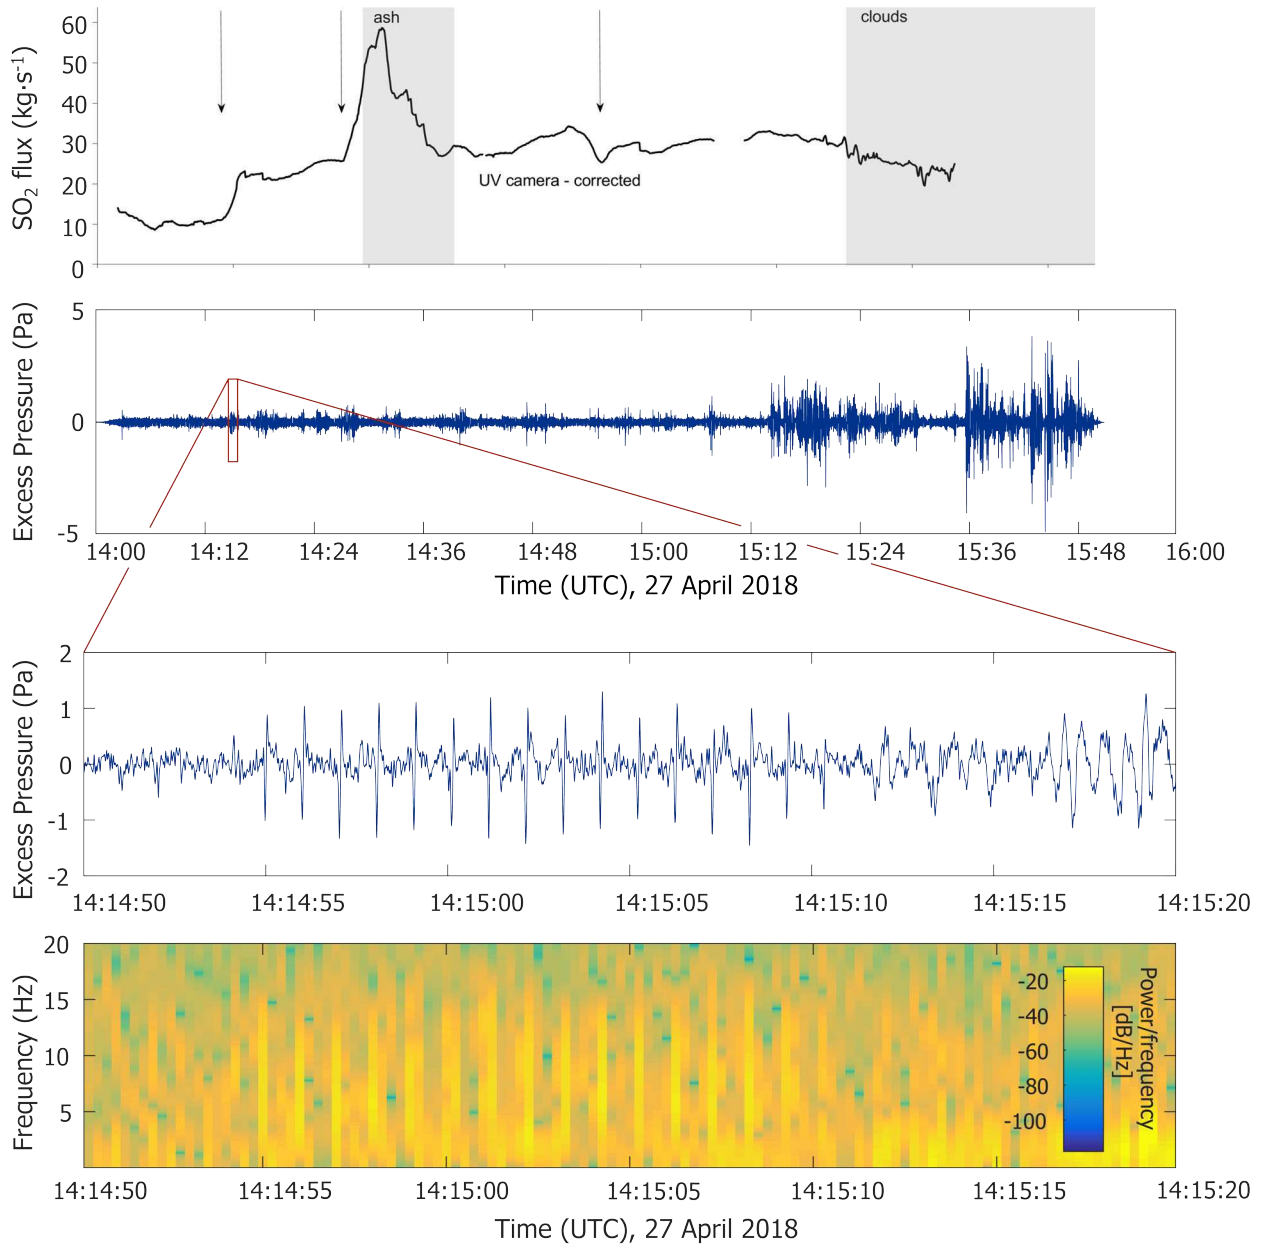 SO2 flux (kg·s-1)
60
50
40
30
20
10
0
ash
clouds
UV camera - corrected
Excess Pressure (Pa)
5
0
-5
14:00 14:12 14:24 14:36 14:48 15:00 15:12 15:24 15:36 15:48 16:00
Time (UTC), 27 April 2018
Excess Pressure (Pa)
2
1
0
-1
-2
14:14:50 14:14:55 14:15:00 14:15:05 14:15:10 14:15:15 14:15:20
Frequency (Hz)
20
15
10
5
-20
-40
-60
-80
-100
Power/frequency
[dB/Hz]
14:14:50 14:14:55 14:15:00 14:15:05 14:15:10 14:15:15 14:15:20
Time (UTC), 27 April 2018